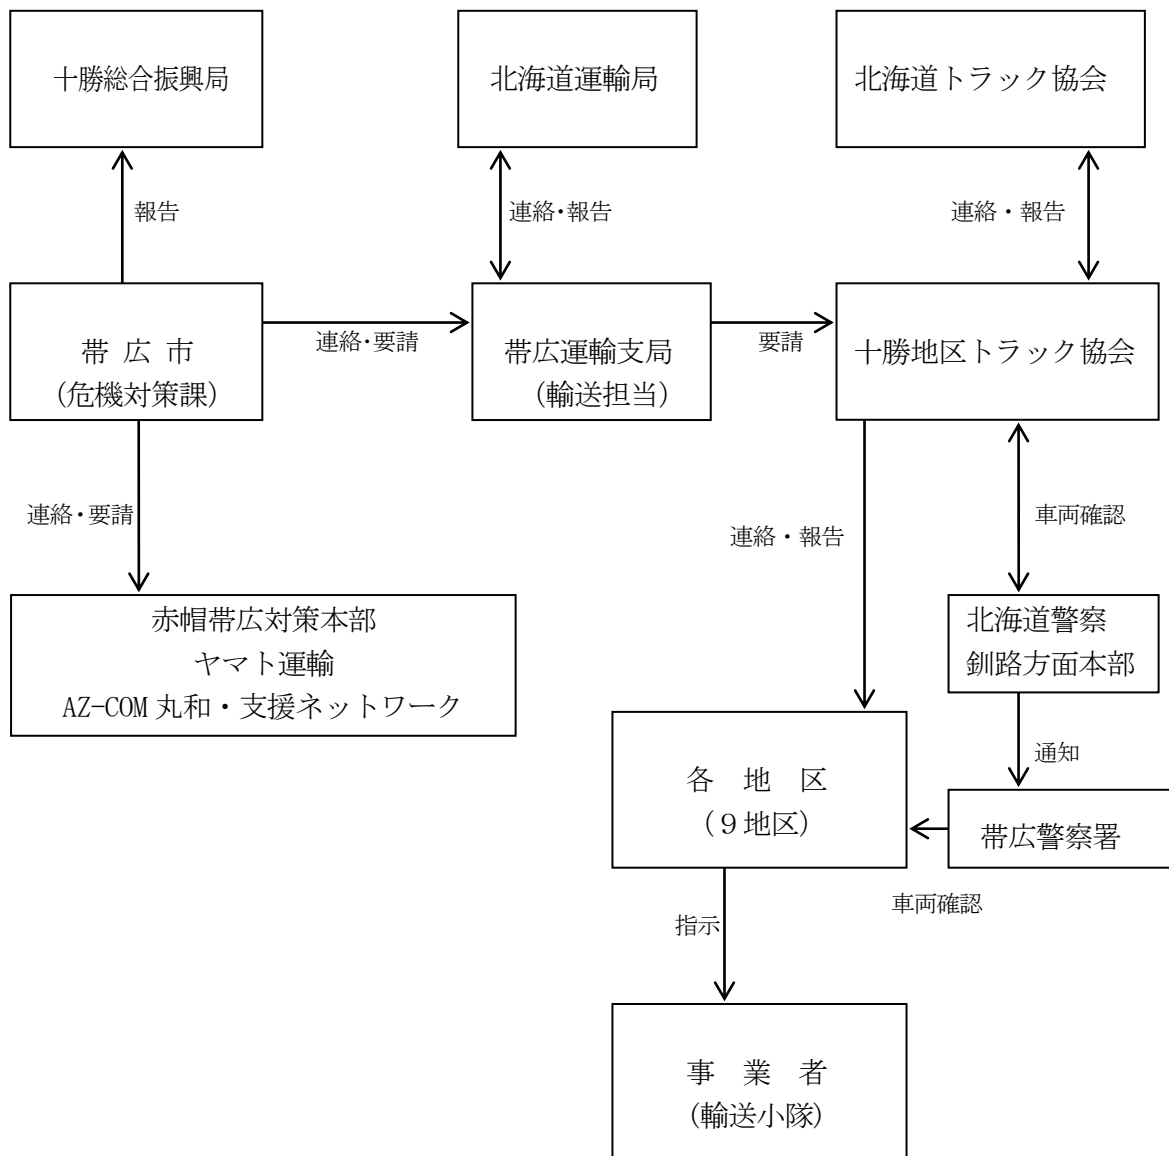 十勝総合振興局
北海道運輸局
北海道トラック協会
報告
連絡・報告
連絡・報告
帯 広 市
(危機対策課)
連絡・要請
帯広運輸支局
(輸送担当)
要請
十勝地区トラック協会
連絡・要請
連絡・報告
車両確認
赤帽帯広対策本部
ヤマト運輸
AZ-COM 丸和・支援ネットワーク
北海道警察
釧路方面本部
通知
各 地 区
(9地区)
帯広警察署
車両確認
指示
事 業 者
(輸送小隊)